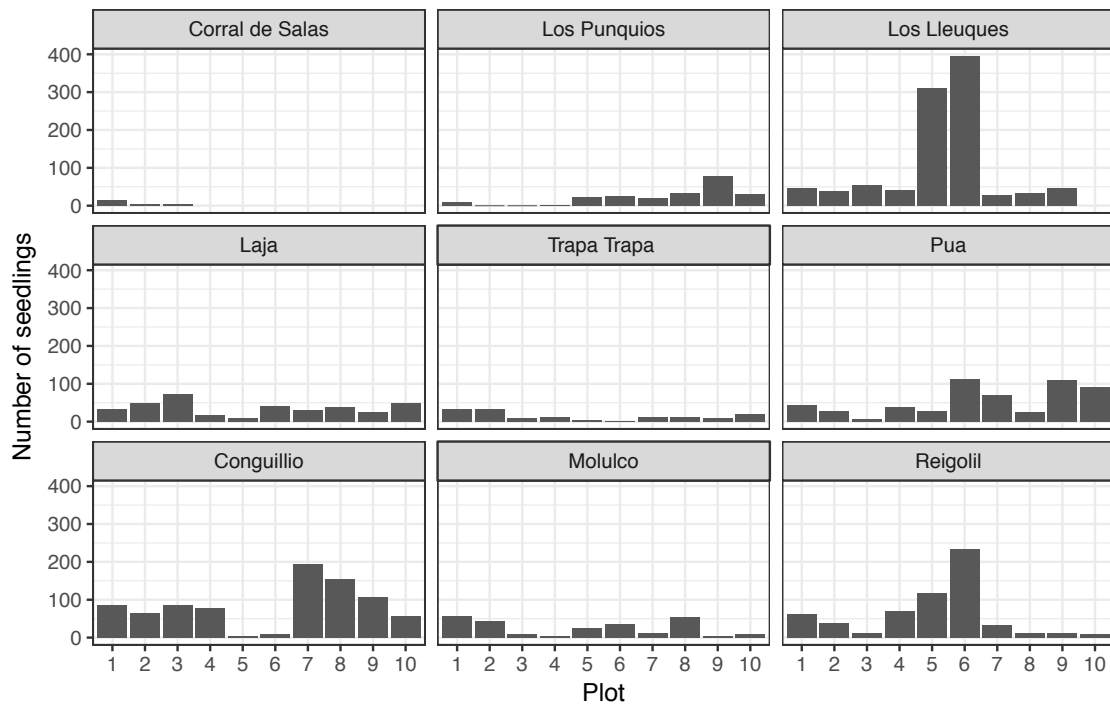 Corral de Salas Los Punquios Los Lleuques
400
300
200
100
0
Laja Trapa Trapa Pua
400
300
200
100
0
Number of seedlings
Conguillio Molulco Reigolil
400
300
200
100
0
1 2 3 4 5 6 7 8 9 10 1 2 3 4 5 6 7 8 9 10 1 2 3 4 5 6 7 8 9 10
Plot